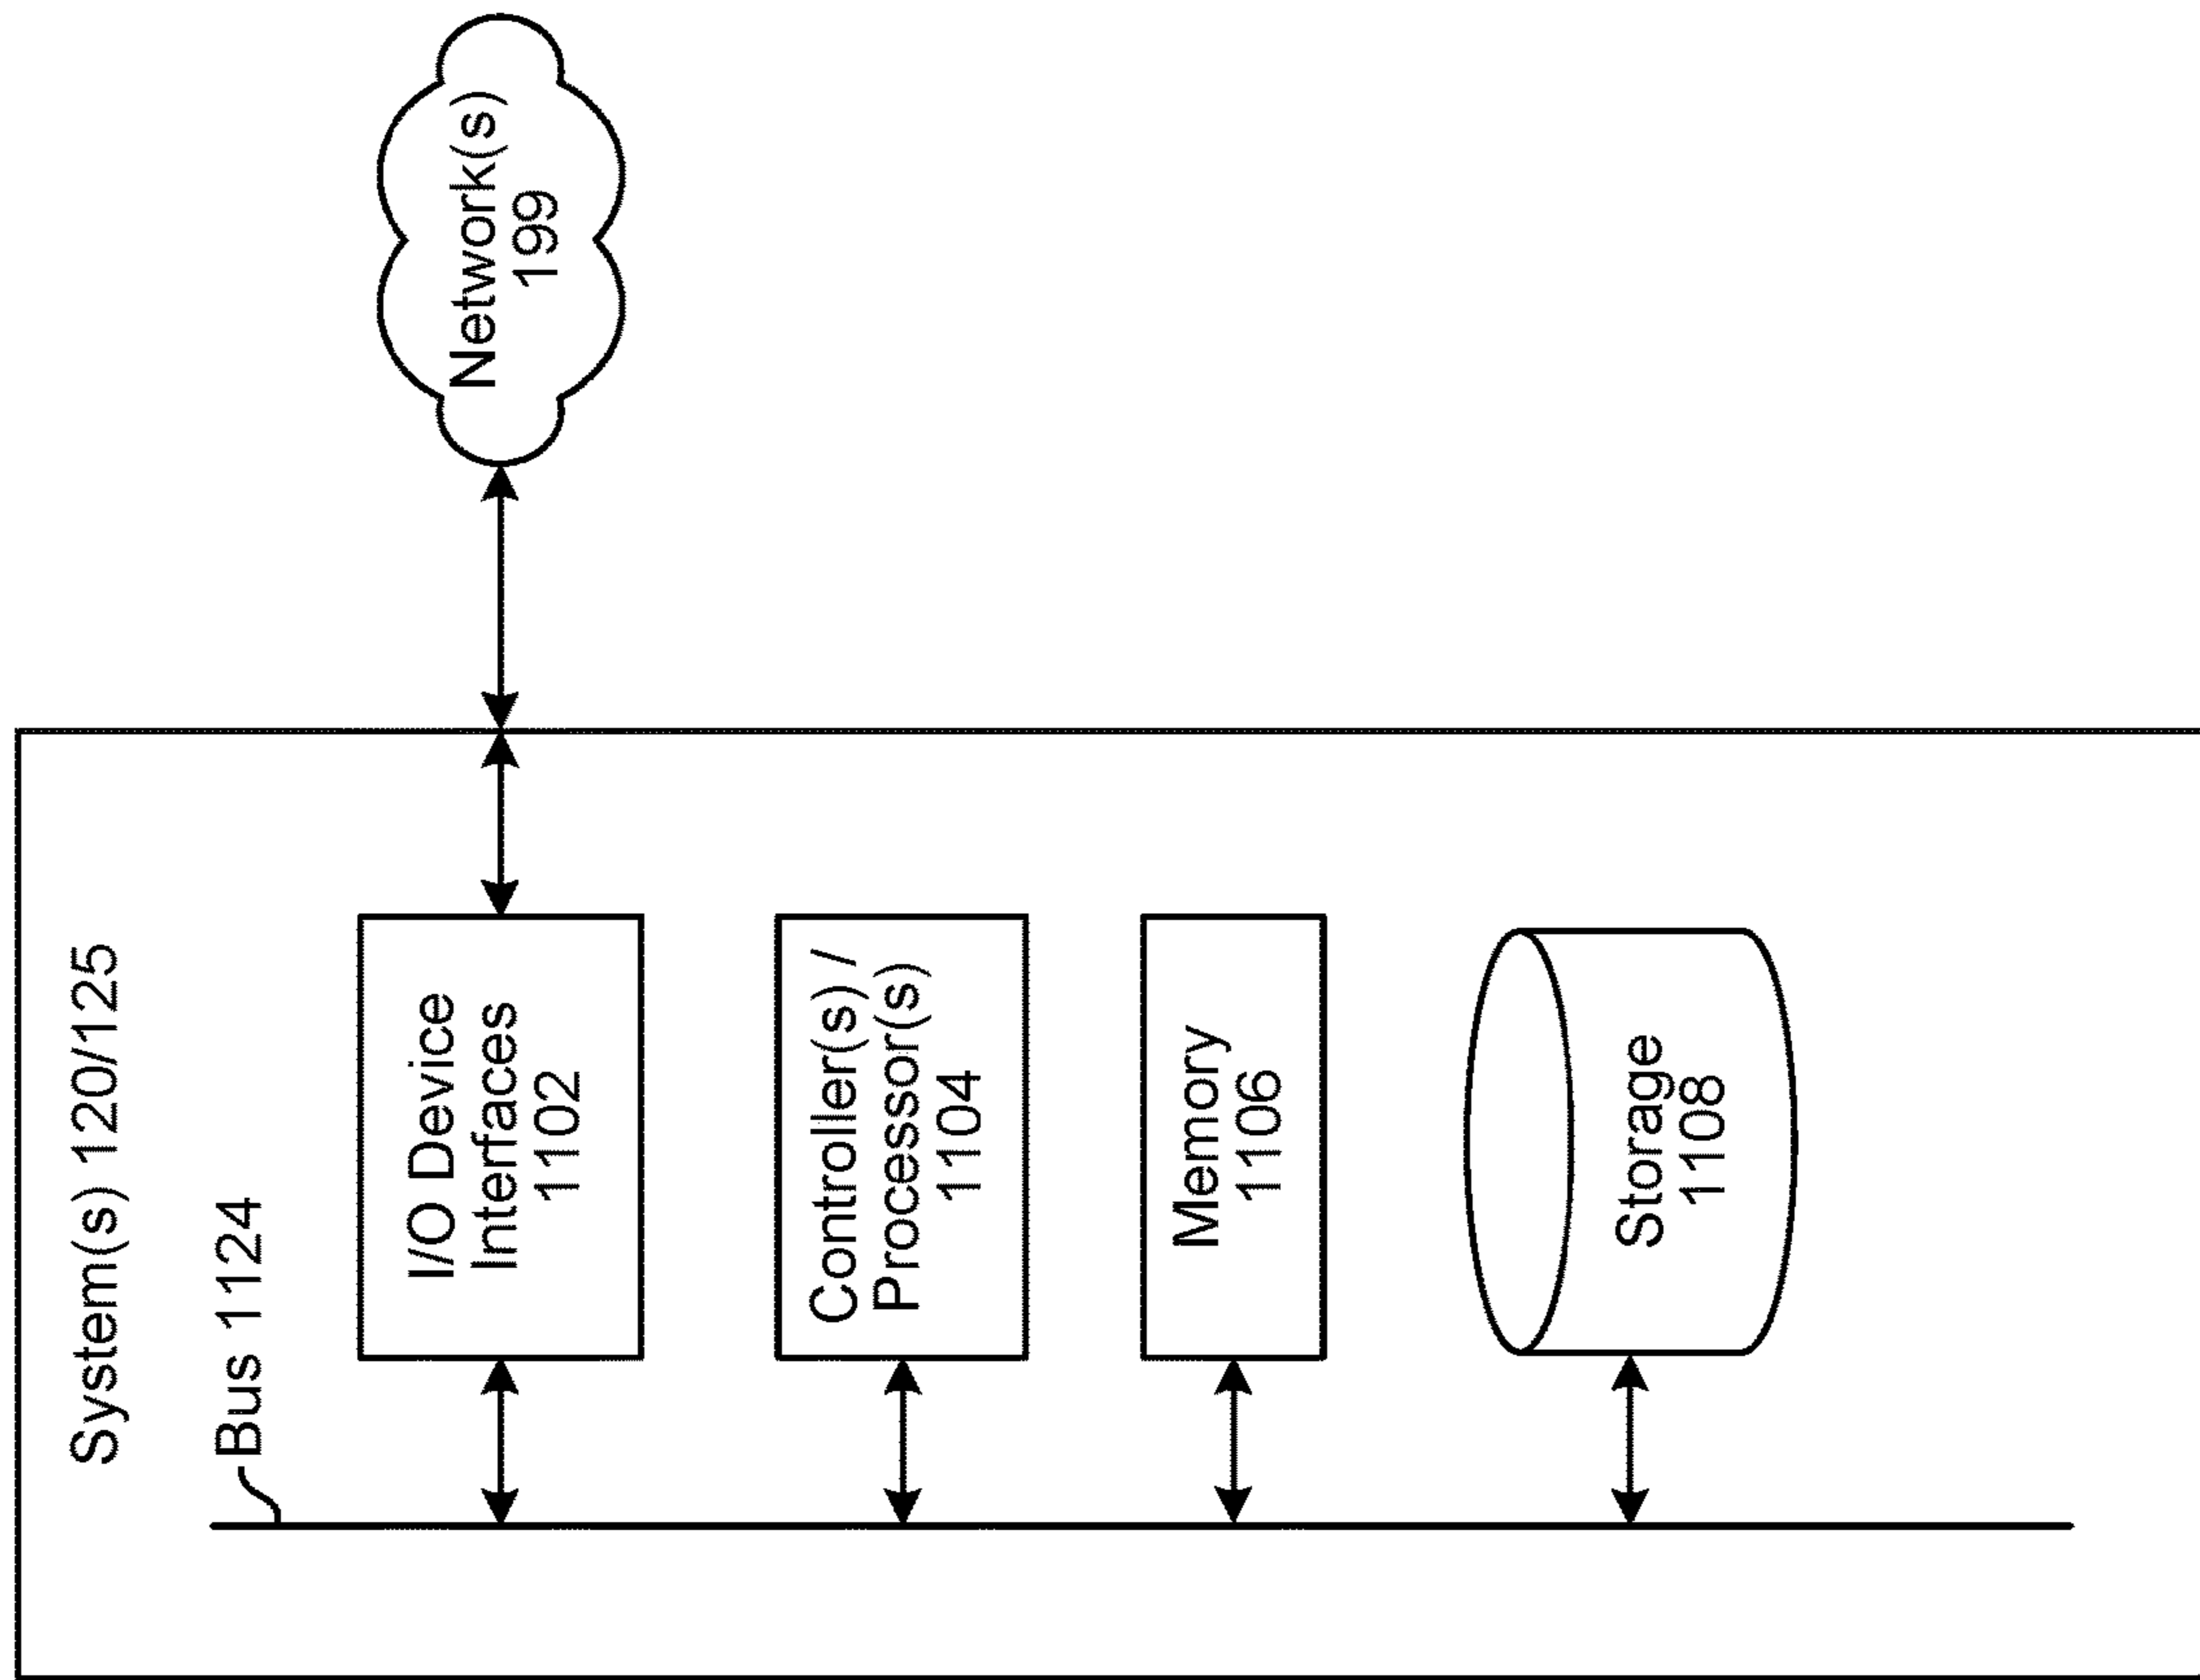 System(s) 120/125
Bus 1124
I/O Device
Interfaces
1102
Network(s)
199
Controller(s) /
Processor(s)
1104
Memory
1106
Storage
1108